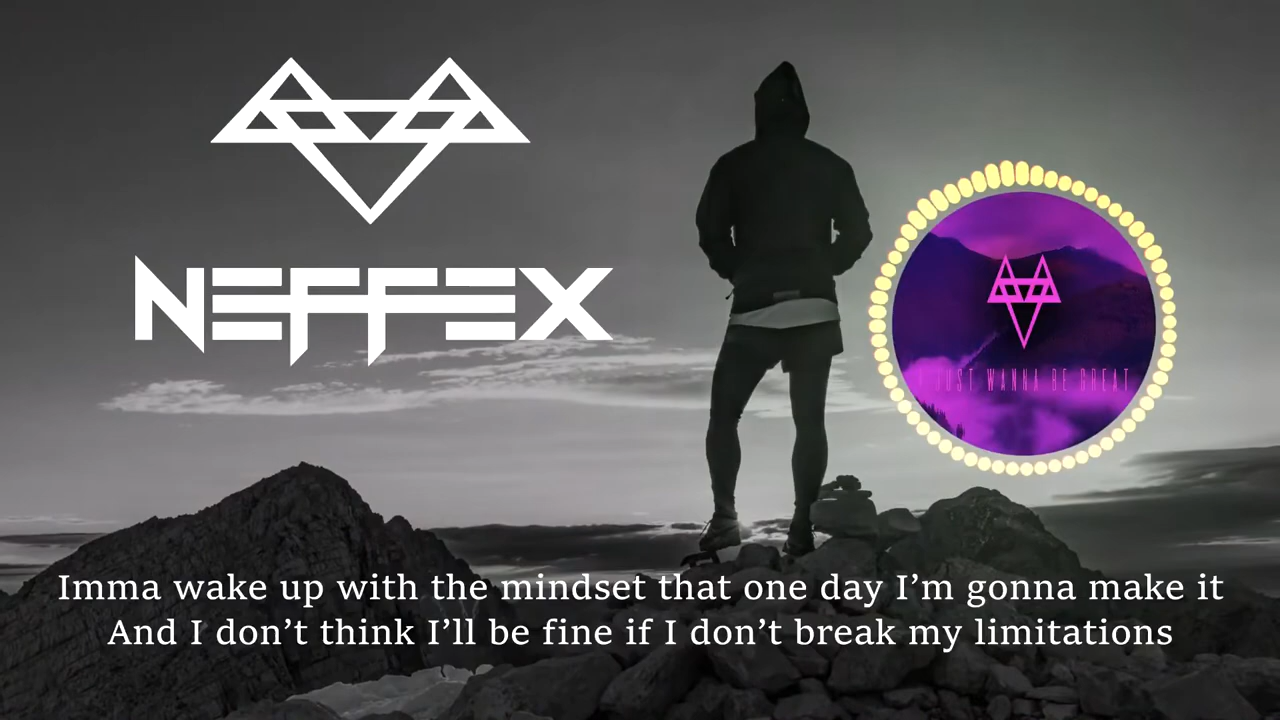 NEFFEX
JUST WANNA BE GREAT
Imma wake up with the mindset that one day I’m gonna make it
And I don’t think I’ll be fine if I don’t break my limitations